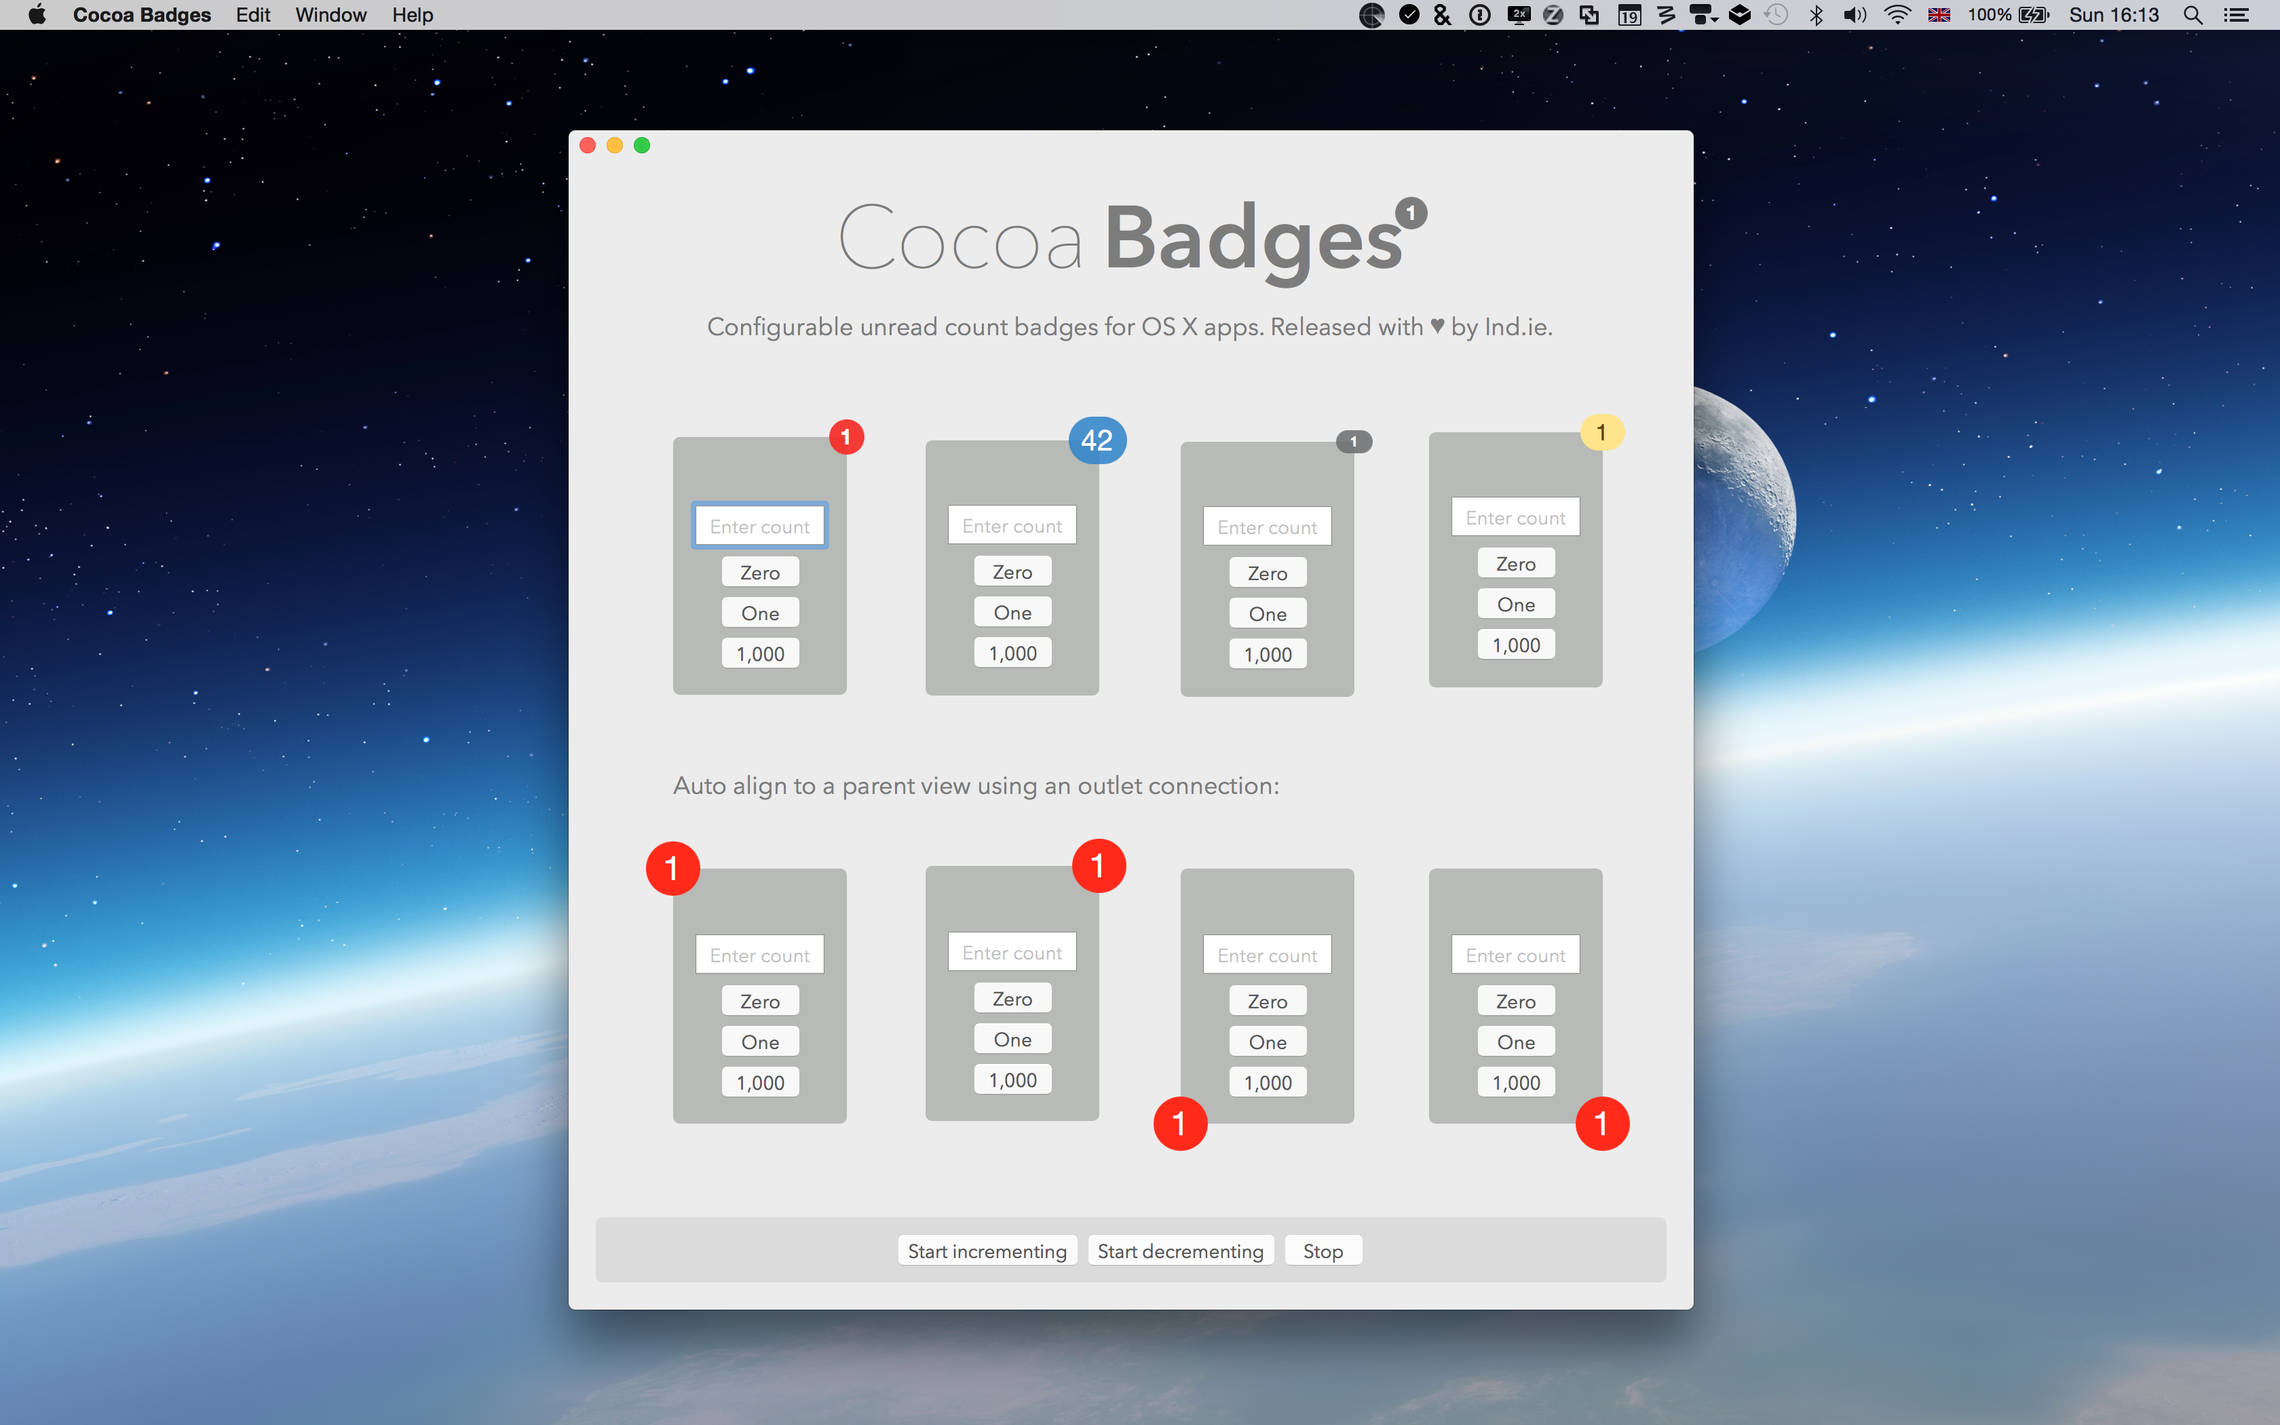 Cocoa Badges Edit Window Help 2x 19 100% Sun 16:13
Cocoa Badges 1
Configurable unread count badges for OS X apps. Released with ♥ by Ind.ie.
1 42 1 1
Enter count Enter count Enter count Enter count
Zero Zero Zero Zero
One One One One
1,000 1,000 1,000 1,000
Auto align to a parent view using an outlet connection:
1 1
Enter count Enter count Enter count Enter count
Zero Zero Zero Zero
One One One One
1,000 1,000 1,000 1,000
1 1
Start incrementing Start decrementing Stop